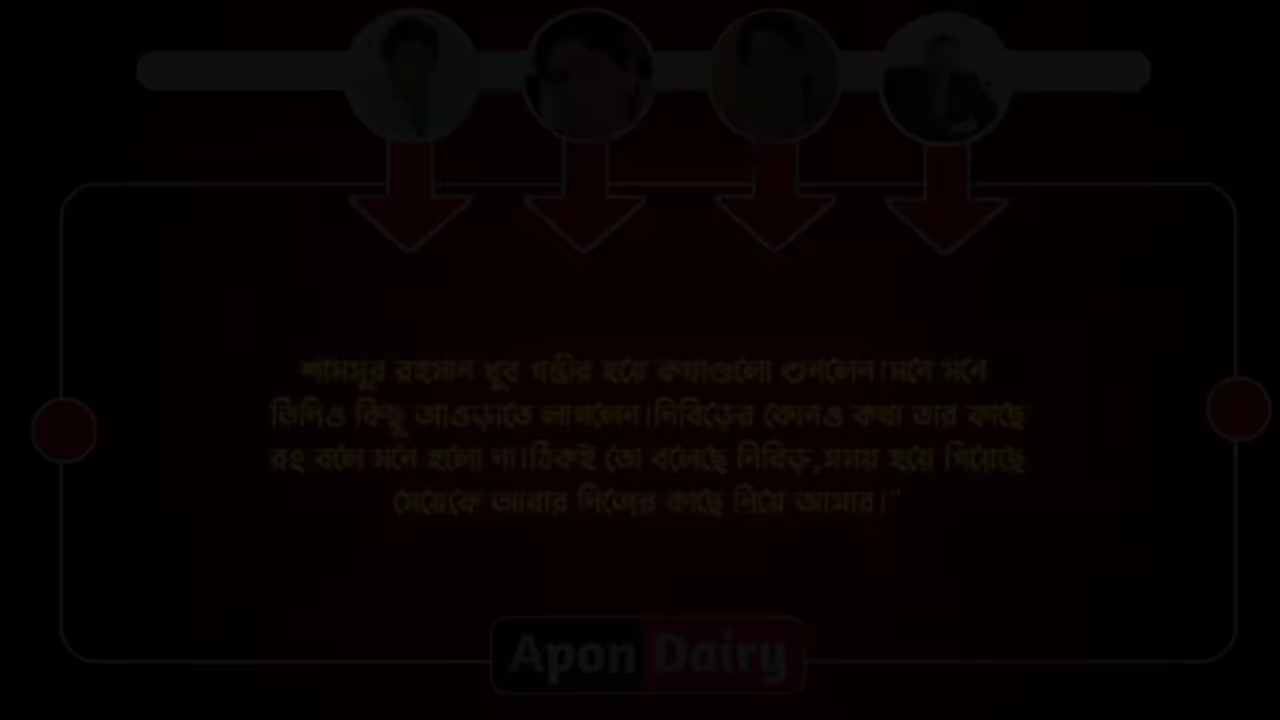 শামসুর রহমান খুব গম্ভীর হয়ে কথাগুলো শুনলেন।মনে মনে
তিনিও কিছু আওড়াতে লাগলেন।নিবিড়ের কোনও কথা তার কাছে
রং বলে মনে হলো না।ঠিকই তো বলেছে নিবিড়,সময় হয়ে গিয়েছে
মেয়েকে আবার নিজের কাছে নিয়ে আসার।"
Apon Dairy